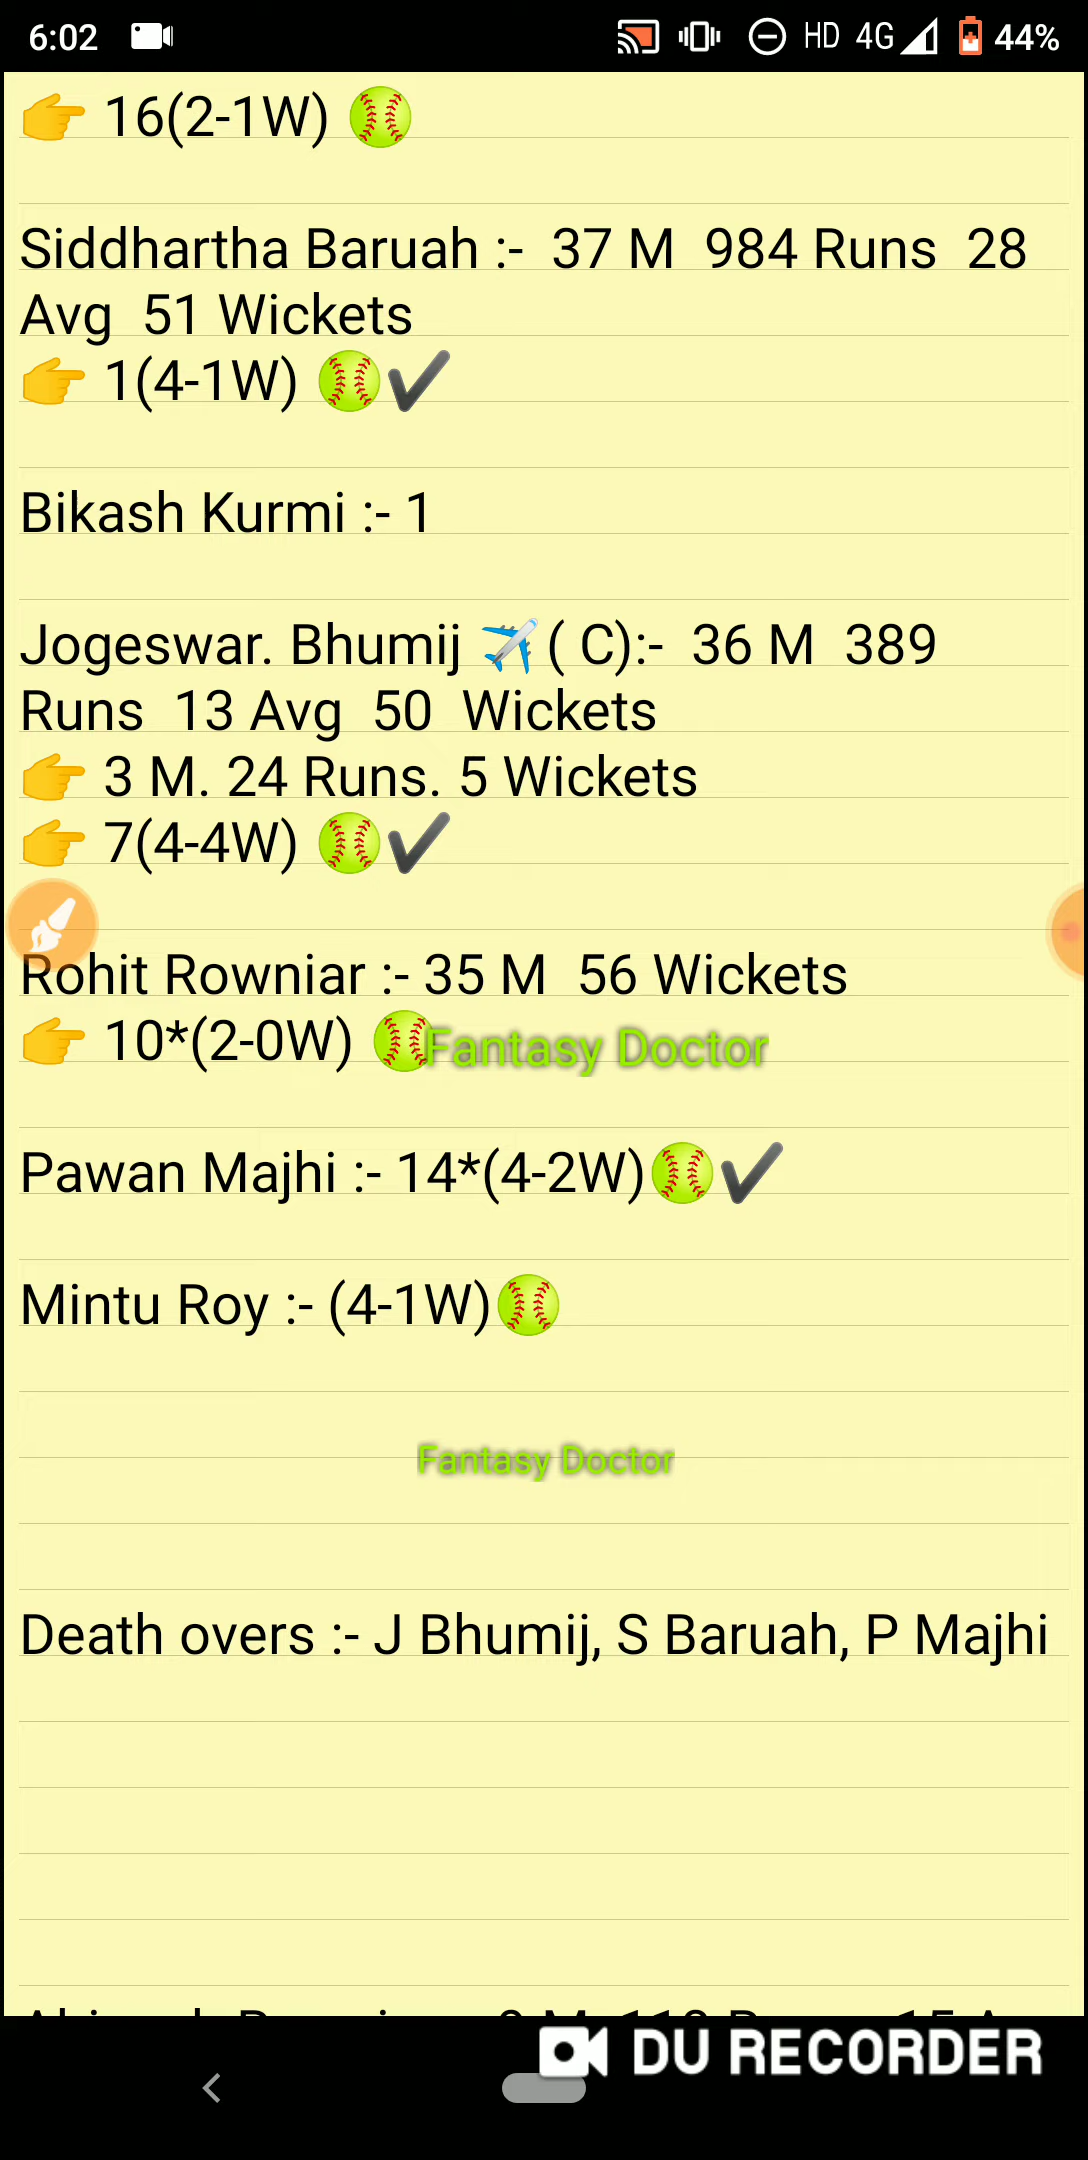 6:02 HD 4G 44%
👉 16(2-1W) 🥎
Siddhartha Baruah :- 37 M 984 Runs 28
Avg 51 Wickets
👉 1(4-1W) 🥎✔
Bikash Kurmi :- 1
Jogeswar. Bhumij ✈( C):- 36 M 389
Runs 13 Avg 50 Wickets
👉 3 M. 24 Runs. 5 Wickets
👉 7(4-4W) 🥎✔
Rohit Rowniar :- 35 M 56 Wickets
👉 10*(2-0W) 🥎
Fantasy Doctor
Pawan Majhi :- 14*(4-2W)🥎✔
Mintu Roy :- (4-1W)🥎
Fantasy Doctor
Death overs :- J Bhumij, S Baruah, P Majhi
DU RECORDER